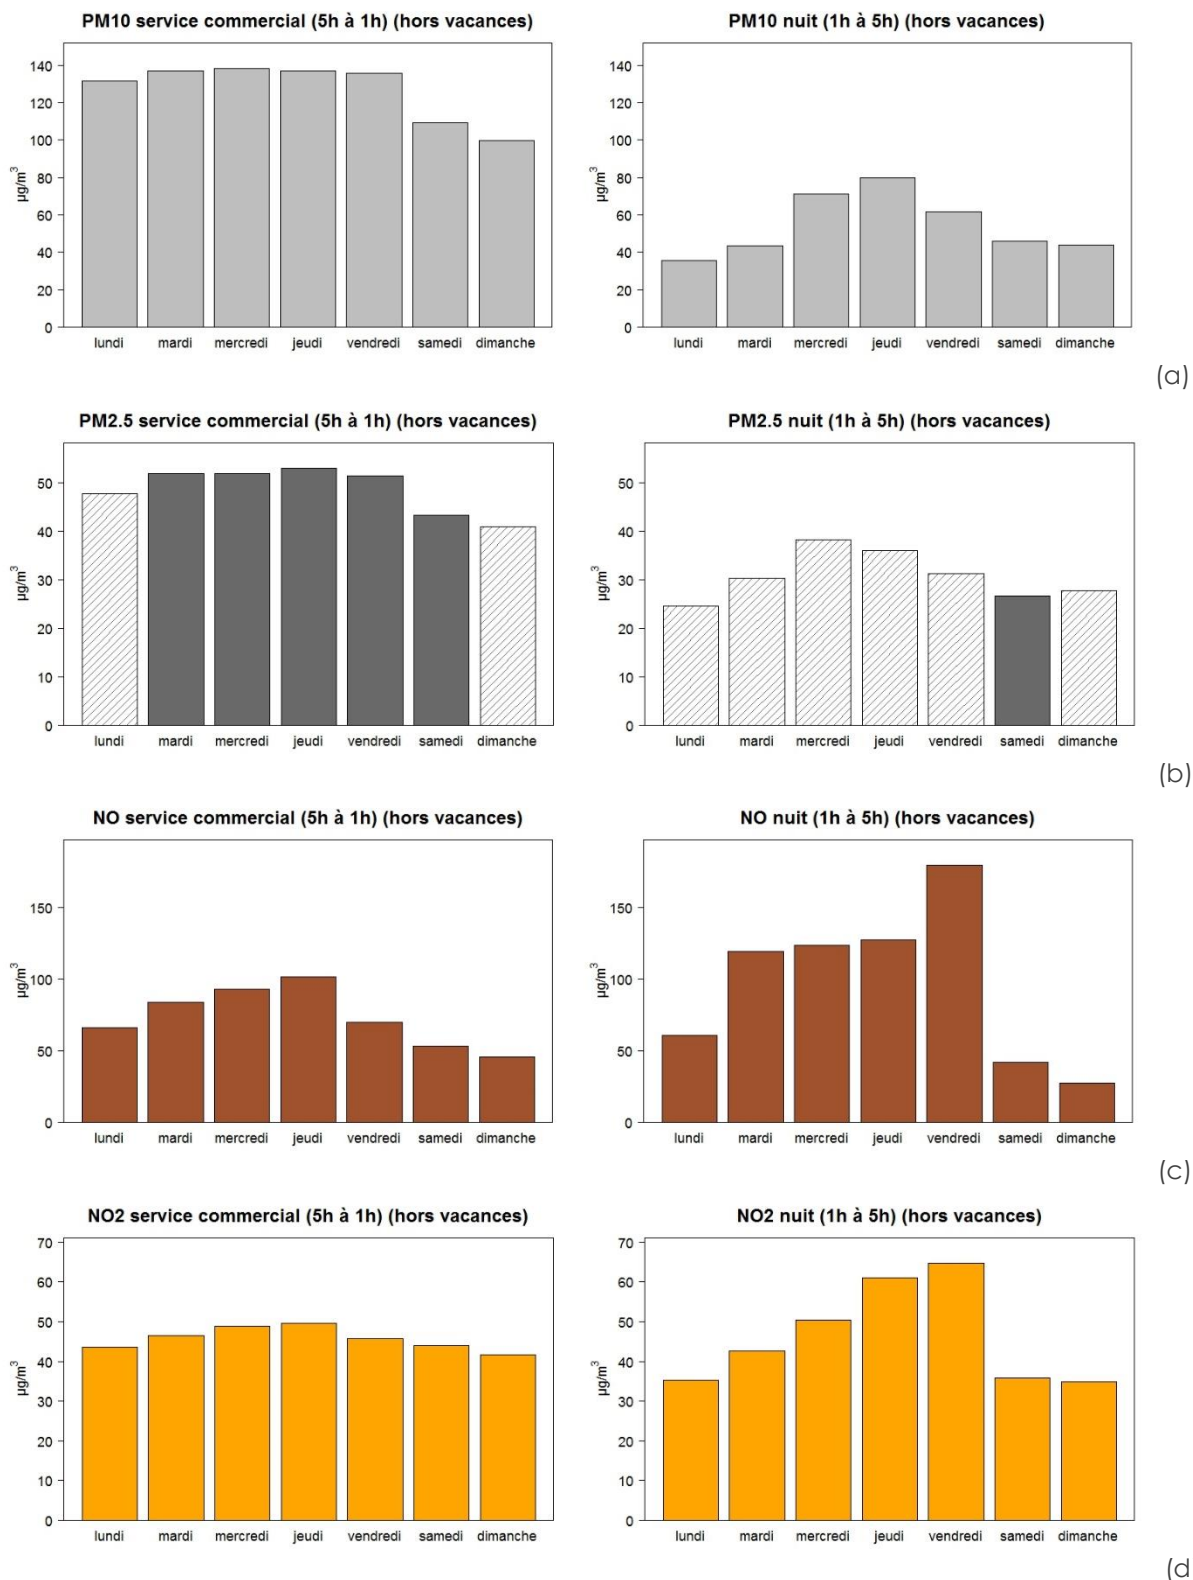 PM10 service commercial (5h à 1h) (hors vacances)
PM10 nuit (1h à 5h) (hors vacances)
140
120
100
80
60
40
20
0
µg/m³
lundi mardi mercredi jeudi vendredi samedi dimanche
140
120
100
80
60
40
20
0
µg/m³
lundi mardi mercredi jeudi vendredi samedi dimanche
(a)
PM2.5 service commercial (5h à 1h) (hors vacances)
PM2.5 nuit (1h à 5h) (hors vacances)
50
40
30
20
10
0
µg/m³
lundi mardi mercredi jeudi vendredi samedi dimanche
50
40
30
20
10
0
µg/m³
lundi mardi mercredi jeudi vendredi samedi dimanche
(b)
NO service commercial (5h à 1h) (hors vacances)
NO nuit (1h à 5h) (hors vacances)
150
100
50
0
µg/m³
lundi mardi mercredi jeudi vendredi samedi dimanche
150
100
50
0
µg/m³
lundi mardi mercredi jeudi vendredi samedi dimanche
(c)
NO2 service commercial (5h à 1h) (hors vacances)
NO2 nuit (1h à 5h) (hors vacances)
70
60
50
40
30
20
10
0
µg/m³
lundi mardi mercredi jeudi vendredi samedi dimanche
70
60
50
40
30
20
10
0
µg/m³
lundi mardi mercredi jeudi vendredi samedi dimanche
(d